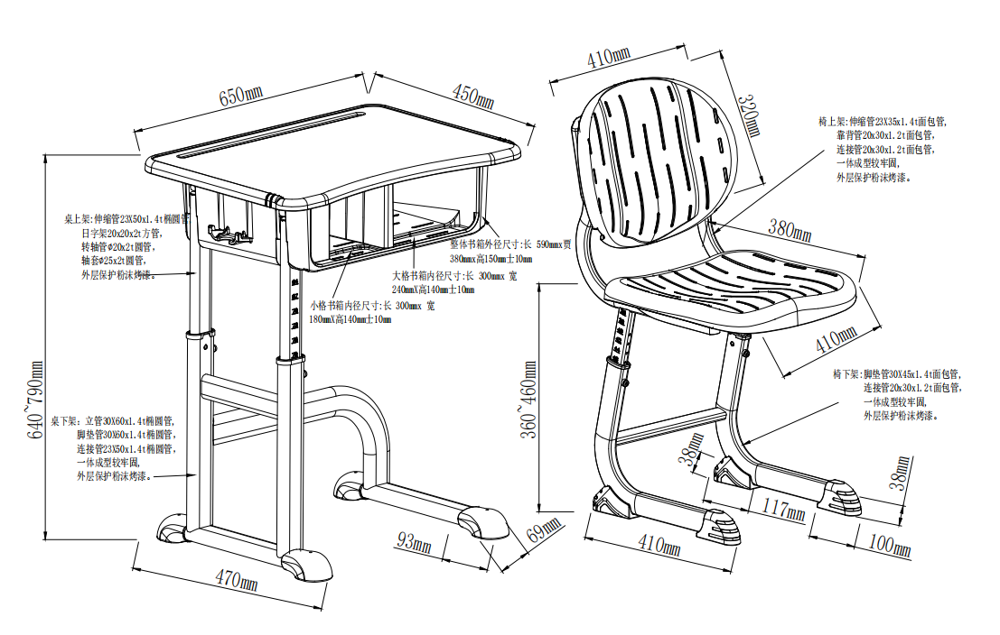 650mm
450mm
410mm
320mm
椅上架:伸缩管23X35x1.4t面包管,
靠背管20x30x1.2t面包管,
连接管20x30x1.2t面包管,
一体成型较牢固,
外层保护粉沫烤漆。
桌上架:伸缩管23X50x1.4t椭圆管
日字架20x20x2t方管,
转轴管φ20x2t圆管,
轴套φ25x2t圆管,
外层保护粉沫烤漆。
380mm
整体书箱外径尺寸:长 590mmx贾
380mmx高150mm±10mm
大格书箱内径尺寸:长 300mmx 宽
240mmX高140mm±10mm
小格书箱内径尺寸:长 300mmx 宽
180mmX高140mm±10mm
410mm
640~790mm
360~460mm
椅下架:脚垫管30X45x1.4t面包管,
连接管20x30x1.2t面包管,
一体成型较牢固,
外层保护粉沫烤漆。
桌下架: 立管30X60x1.4t椭圆管,
脚垫管30X60x1.4t椭圆管,
连接管23X50x1.4t椭圆管,
一体成型较牢固,
外层保护粉沫烤漆。
38mm
38mm
117mm
69mm
93mm
410mm
100mm
470mm